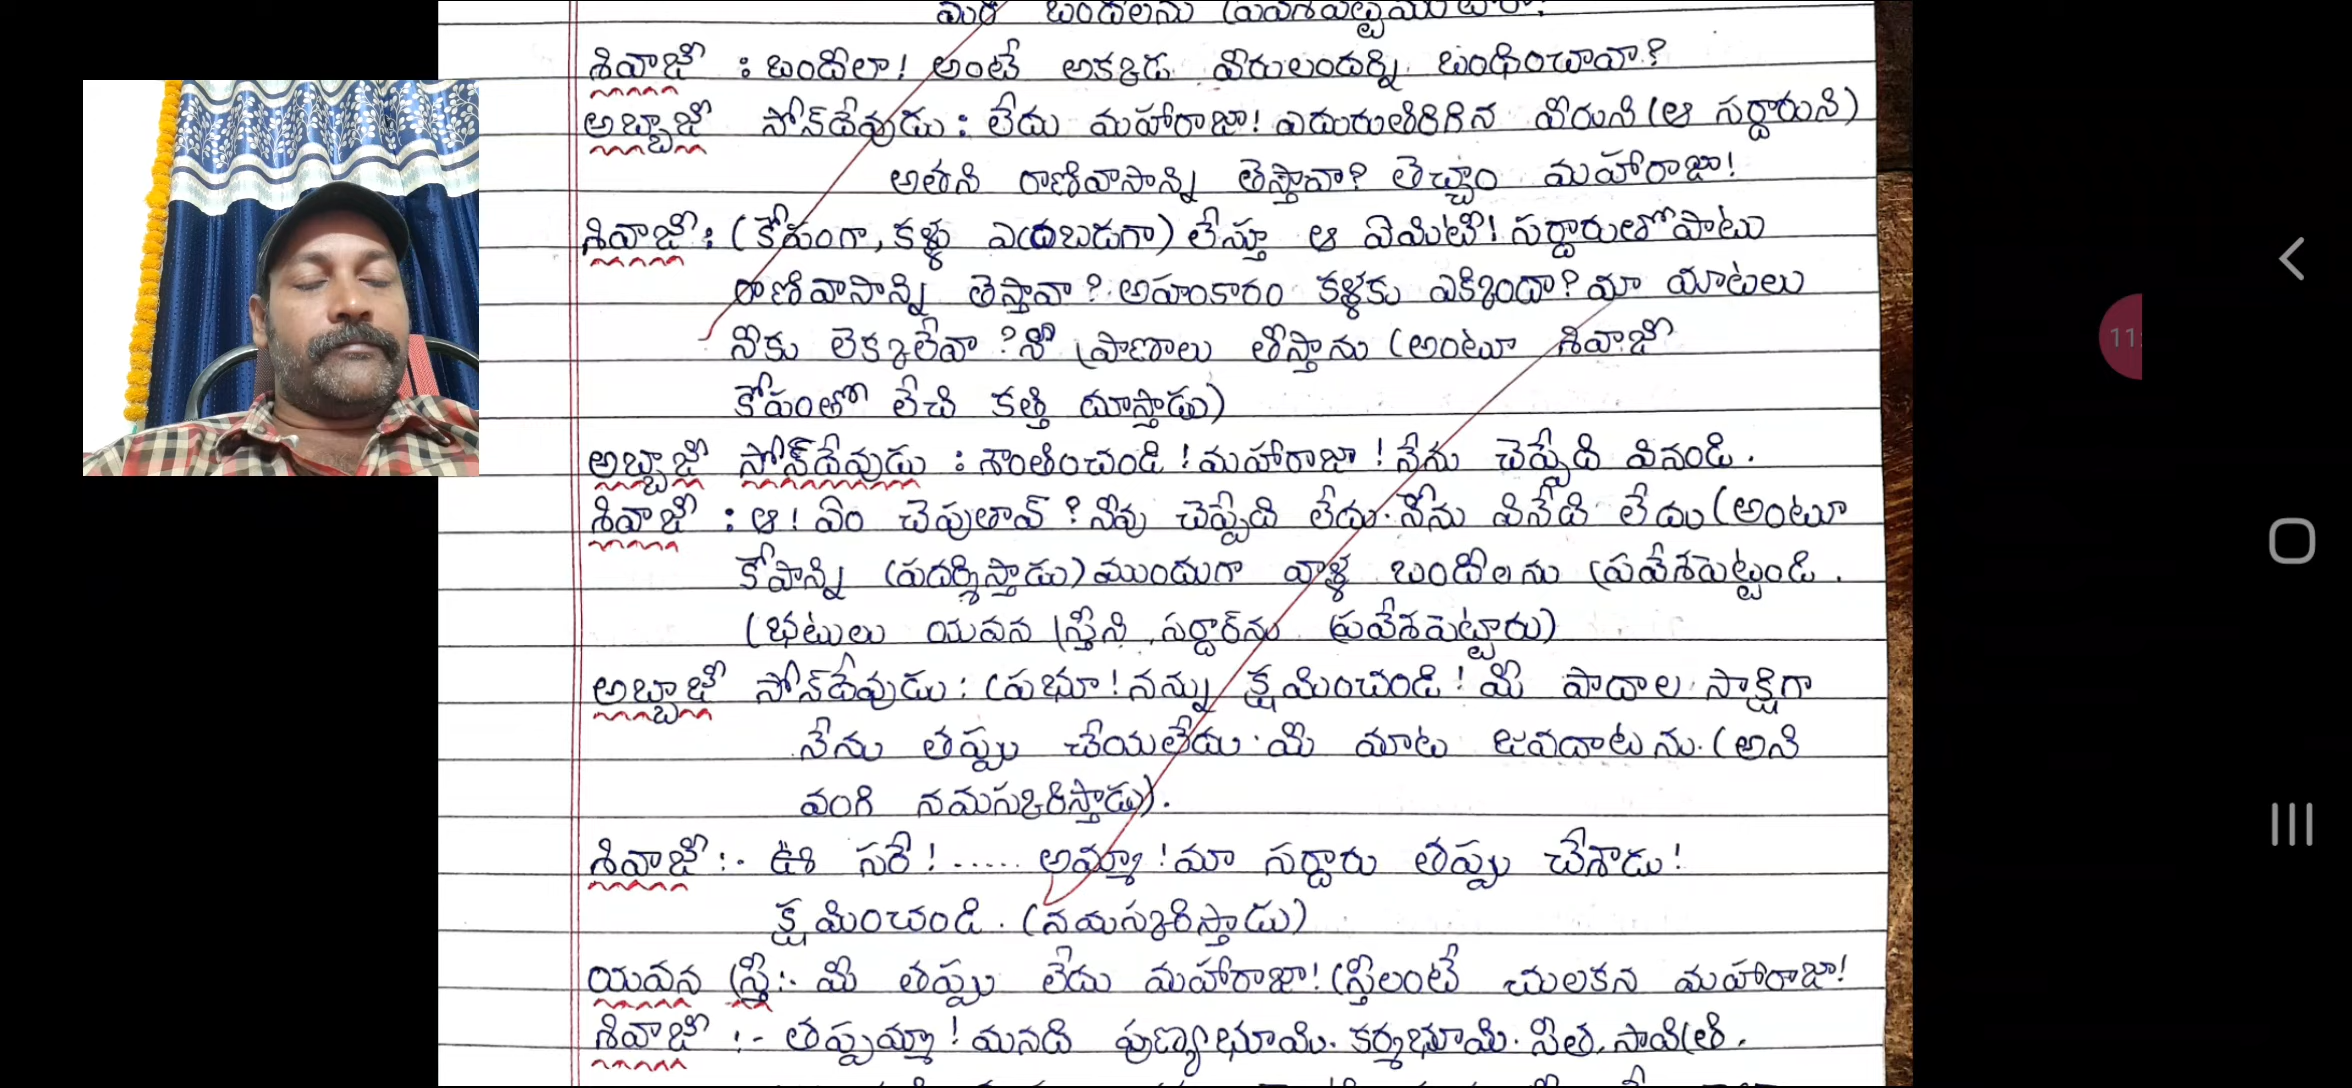 శివాజీ : బందీలా! అంటే అక్కడ వీరులందర్ని బంధించావా?
అబ్బాజీ సోన్‌దేవుడు : లేదు మహారాజా! ఎదురుతిరిగిన వీరుని (ఆ సర్దారుని)
అతని రాణివాసాన్ని తెస్తావా? తెచ్చాం మహారాజా!
శివాజీ : (కోపంగా, కళ్ళు ఎర్రబడగా) లేస్తూ ఆ ఏమిటీ! సర్దారుతోపాటు
రాణివాసాన్ని తెస్తావా? అహంకారం కళ్ళకు ఎక్కిందా? మా మాటలు
నీకు లెక్కలేవా? నీ ప్రాణాలు తీస్తాను (అంటూ శివాజీ
కోపంతో లేచి కత్తి దూస్తాడు)
అబ్బాజీ సోన్‌దేవుడు : శాంతించండి! మహారాజా! నేను చెప్పేది వినండి.
శివాజీ : ఆ! ఏం చెపుతావ్? నీవు చెప్పేది లేదు. నేను వినేది లేదు (అంటూ
కోపాన్ని ప్రదర్శిస్తాడు) ముందుగా వాళ్ళ బందీలను ప్రవేశపెట్టండి.
(భటులు యవన స్త్రీని, సర్దార్‌ను ప్రవేశపెట్టారు)
అబ్బాజీ సోన్‌దేవుడు : ప్రభూ! నన్ను క్షమించండి! మీ పాదాల సాక్షిగా
నేను తప్పు చేయలేదు. మీ మాట జవదాటను. (అని
వంగి నమస్కరిస్తాడు).
శివాజీ :- ఊ సరే! ..... అమ్మా! మా సర్దారు తప్పు చేశాడు!
క్షమించండి. (నమస్కరిస్తాడు)
యవన స్త్రీ :- మీ తప్పు లేదు మహారాజా! స్త్రీలంటే చులకన మహారాజా!
శివాజీ :- తప్పమ్మా! మనది పుణ్యభూమి. కర్మభూమి. సీత, సావిత్రి,